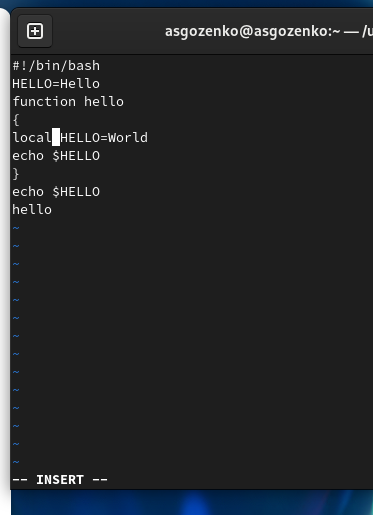 asgozenko@asgozenko:~ — /u
#!/bin/bash
HELLO=Hello
function hello
{
local HELLO=World
echo $HELLO
}
echo $HELLO
hello
~
~
~
~
~
~
~
~
~
~
~
~
~
~
-- INSERT --